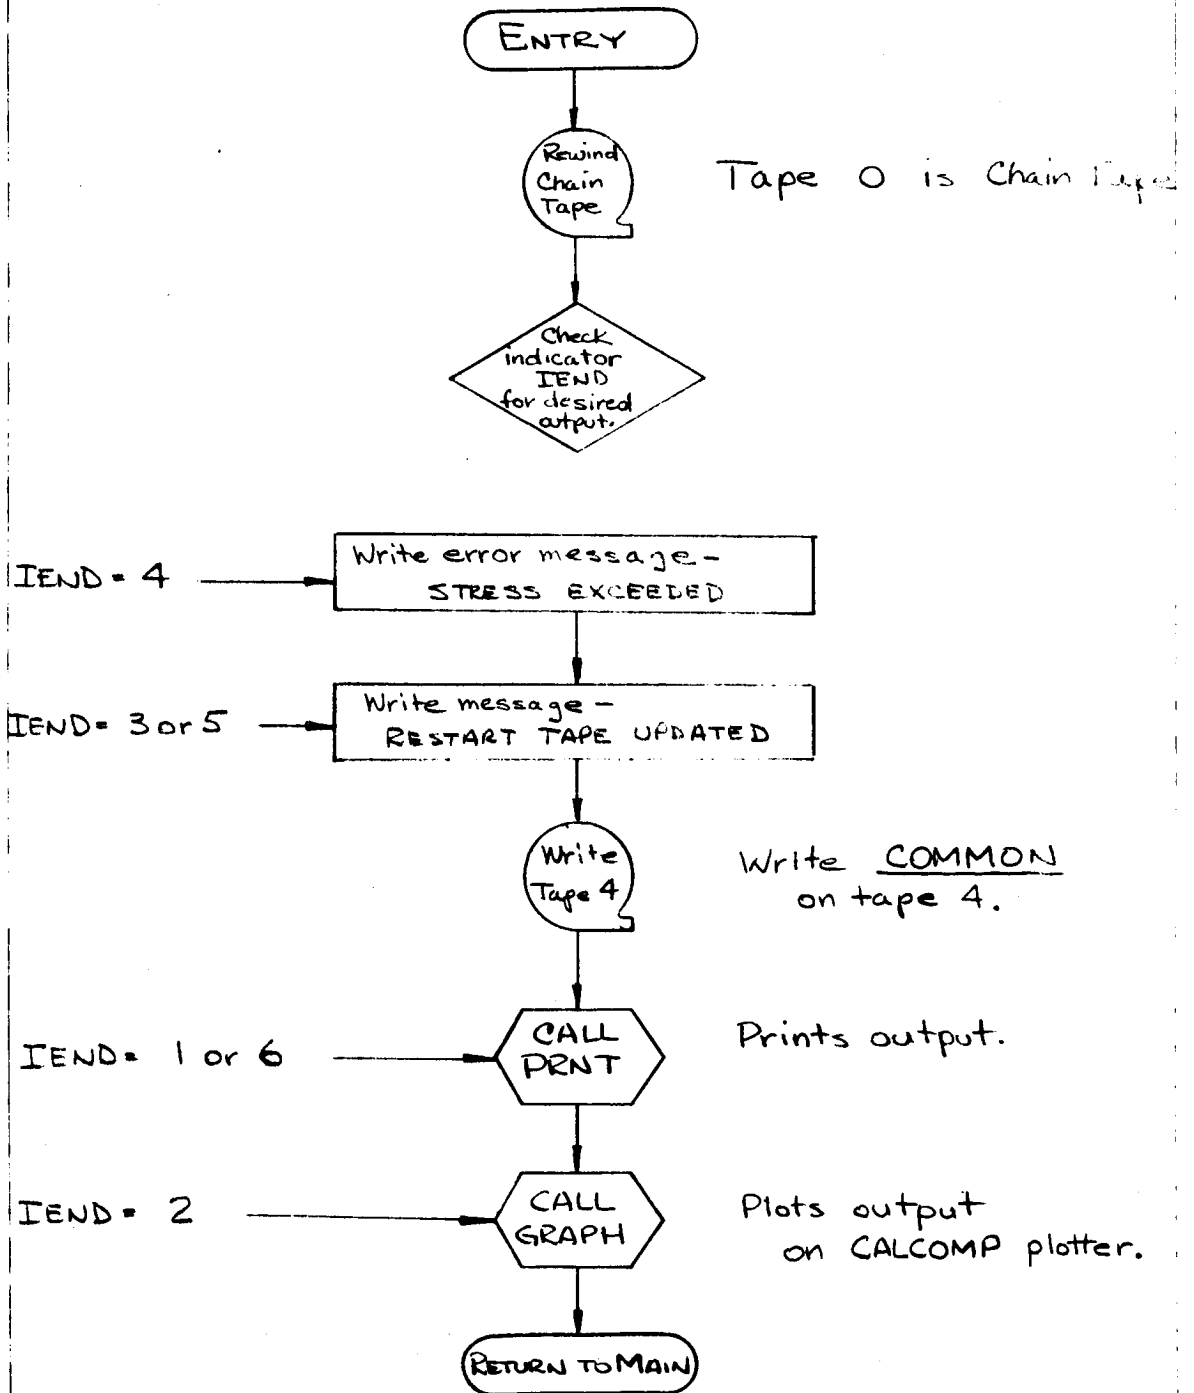 ENTRY
Rewind
Chain
Tape
Tape 0 is Chain Tape
Check
indicator
IEND
for desired
output.
IEND = 4
Write error message -
STRESS EXCEEDED
IEND = 3 or 5
Write message -
RESTART TAPE UPDATED
Write
Tape 4
Write COMMON
on tape 4.
IEND = 1 or 6
CALL
PRNT
Prints output.
IEND = 2
CALL
GRAPH
Plots output
on CALCOMP plotter.
RETURN TO MAIN